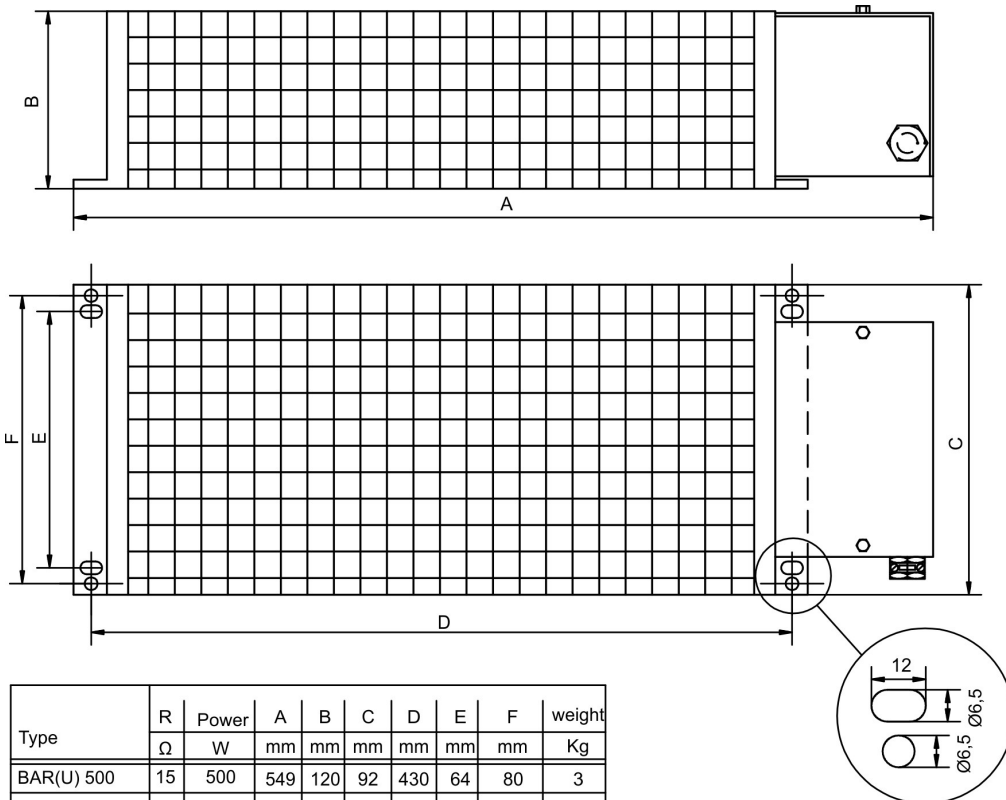 B
A
F
E
C
D
12
Ø6,5
Ø6,5
Type R Power A B C D E F weight
Ω W mm mm mm mm mm mm Kg
BAR(U) 500 15 500 549 120 92 430 64 80 3